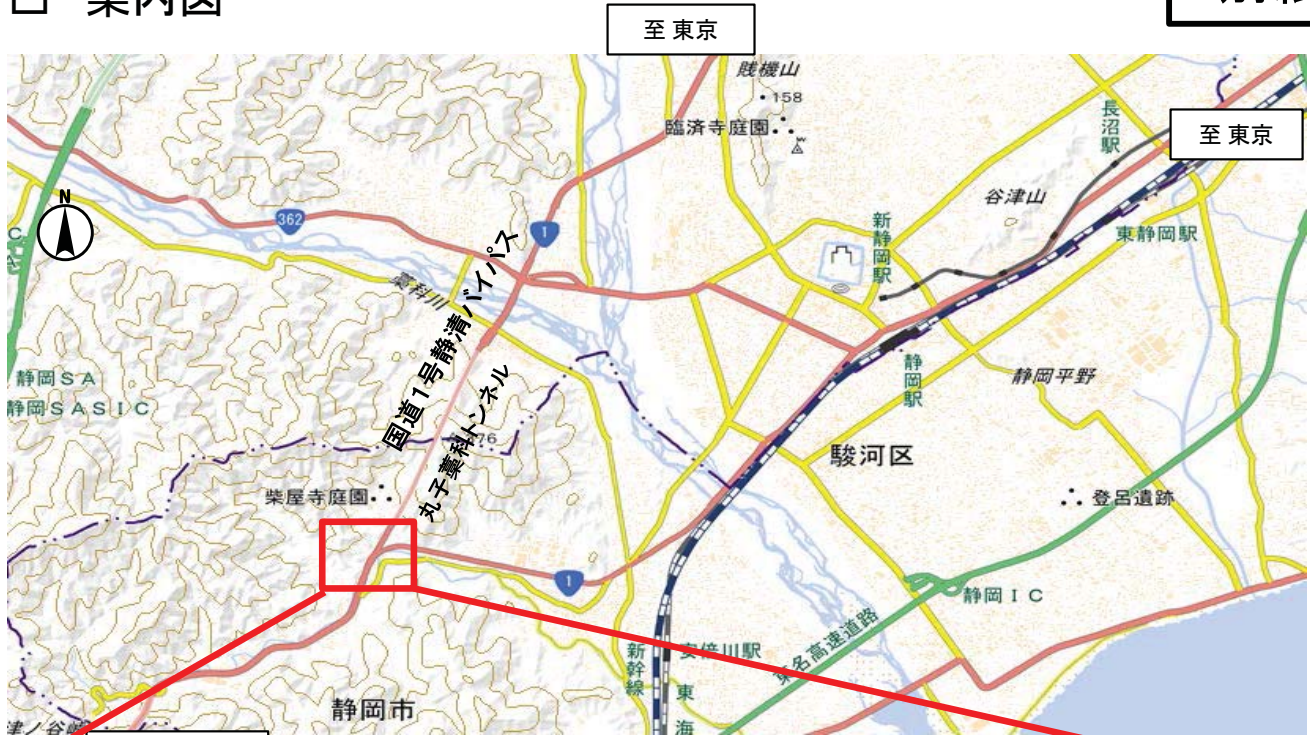 案内図
至 東京
賤機山
158
臨済寺庭園
長沼駅
至 東京
谷津山
N
362
1
新静岡駅
東静岡駅
藁科川
国道1号静清バイパス
静岡SA
静岡SASIC
丸子藁科トンネル
76
静岡駅
静岡平野
駿河区
柴屋寺庭園
登呂遺跡
1
静岡IC
東名高速道路
新幹線
安倍川駅
東海
静岡市
津ノ谷峠